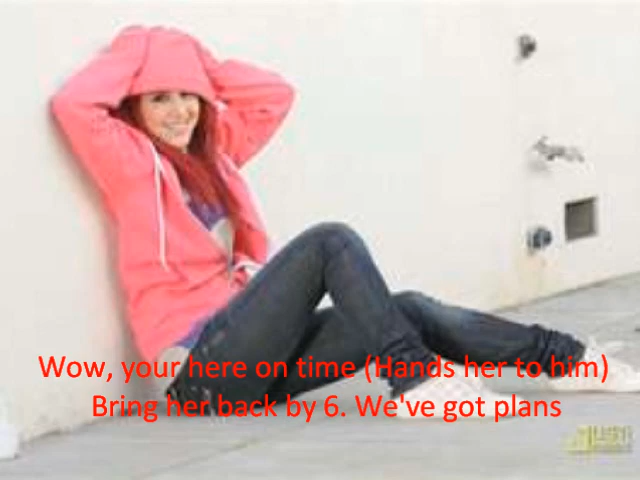 Wow, your here on time (Hands her to him)
Bring her back by 6. We've got plans